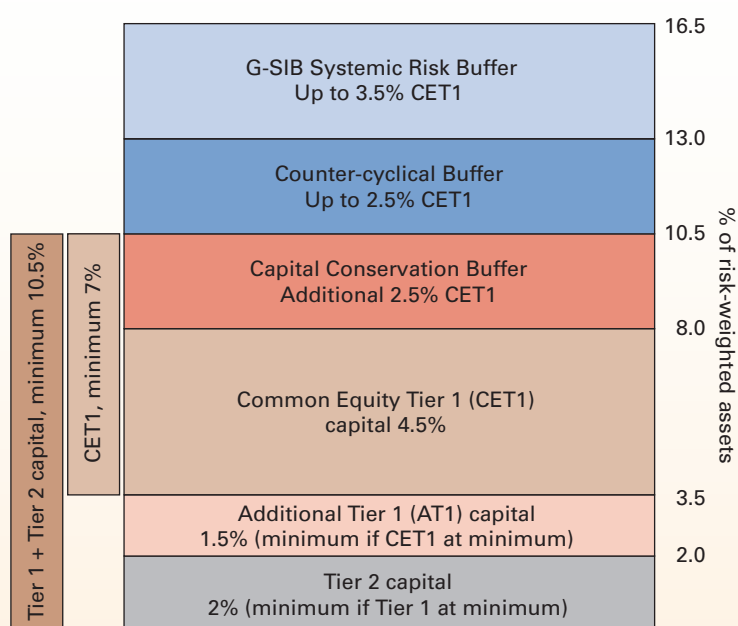 16.5
G-SIB Systemic Risk Buffer
Up to 3.5% CET1
13.0
Counter-cyclical Buffer
Up to 2.5% CET1
10.5
Capital Conservation Buffer
Additional 2.5% CET1
8.0
Common Equity Tier 1 (CET1)
capital 4.5%
3.5
Additional Tier 1 (AT1) capital
1.5% (minimum if CET1 at minimum)
2.0
Tier 2 capital
2% (minimum if Tier 1 at minimum)
Tier 1 + Tier 2 capital, minimum 10.5%
CET1, minimum 7%
% of risk-weighted assets